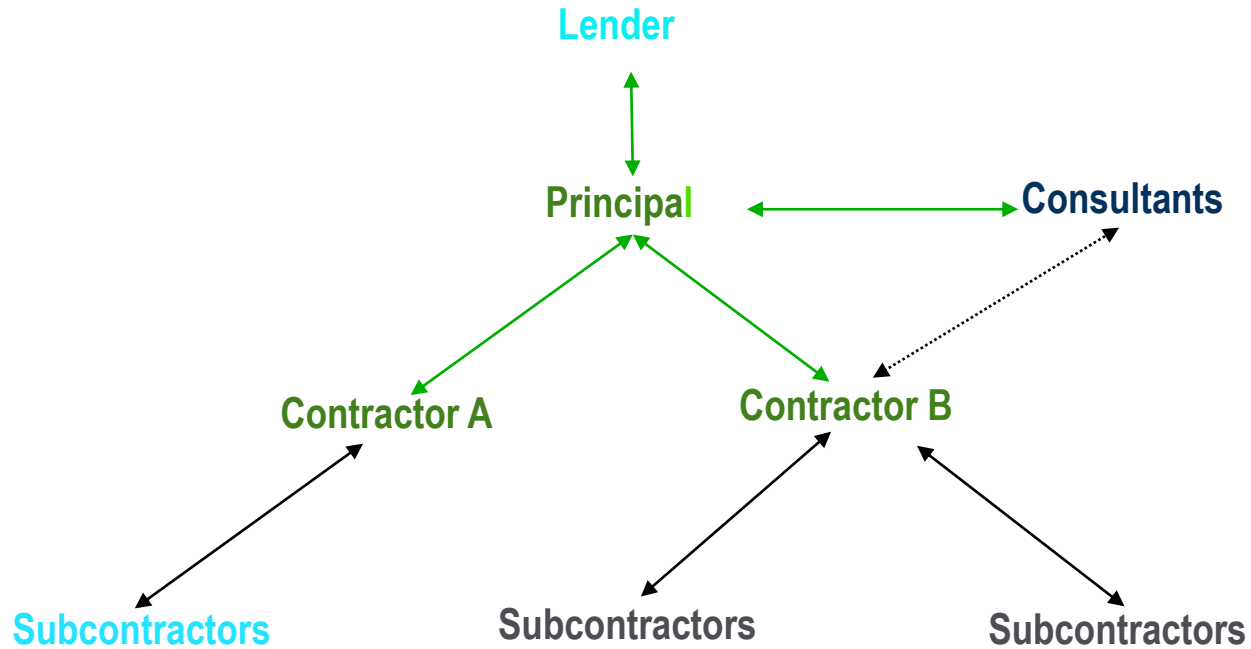 Lender
Principal
Consultants
Contractor A
Contractor B
Subcontractors
Subcontractors
Subcontractors